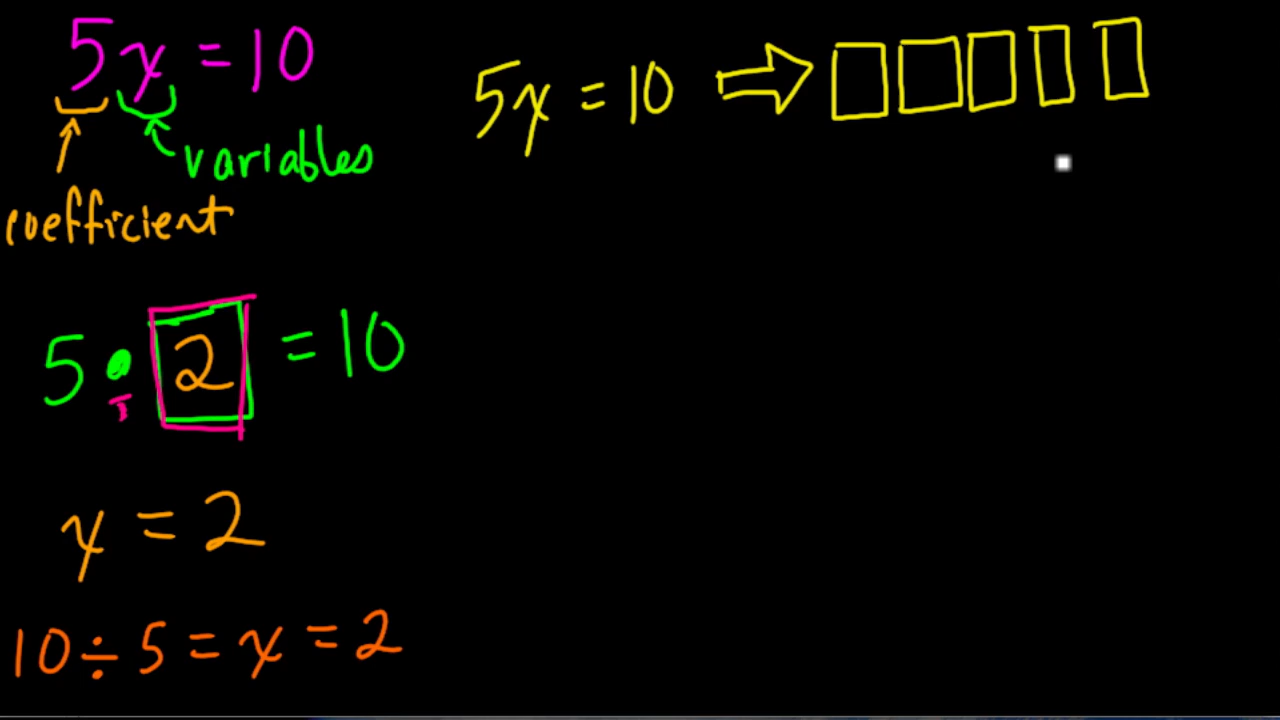 5x = 10
variables
coefficient
5 • 2 = 10
x = 2
10 ÷ 5 = x = 2
5x = 10